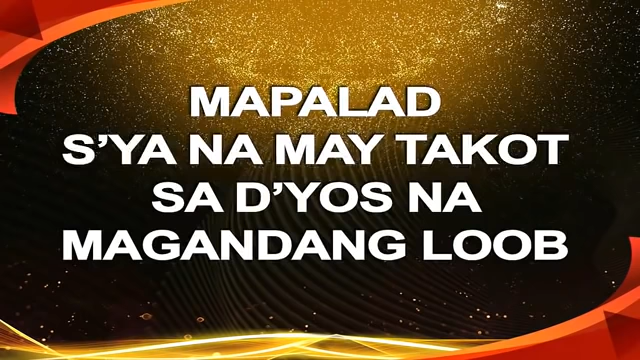 MAPALAD
S’YA NA MAY TAKOT
SA D’YOS NA
MAGANDANG LOOB